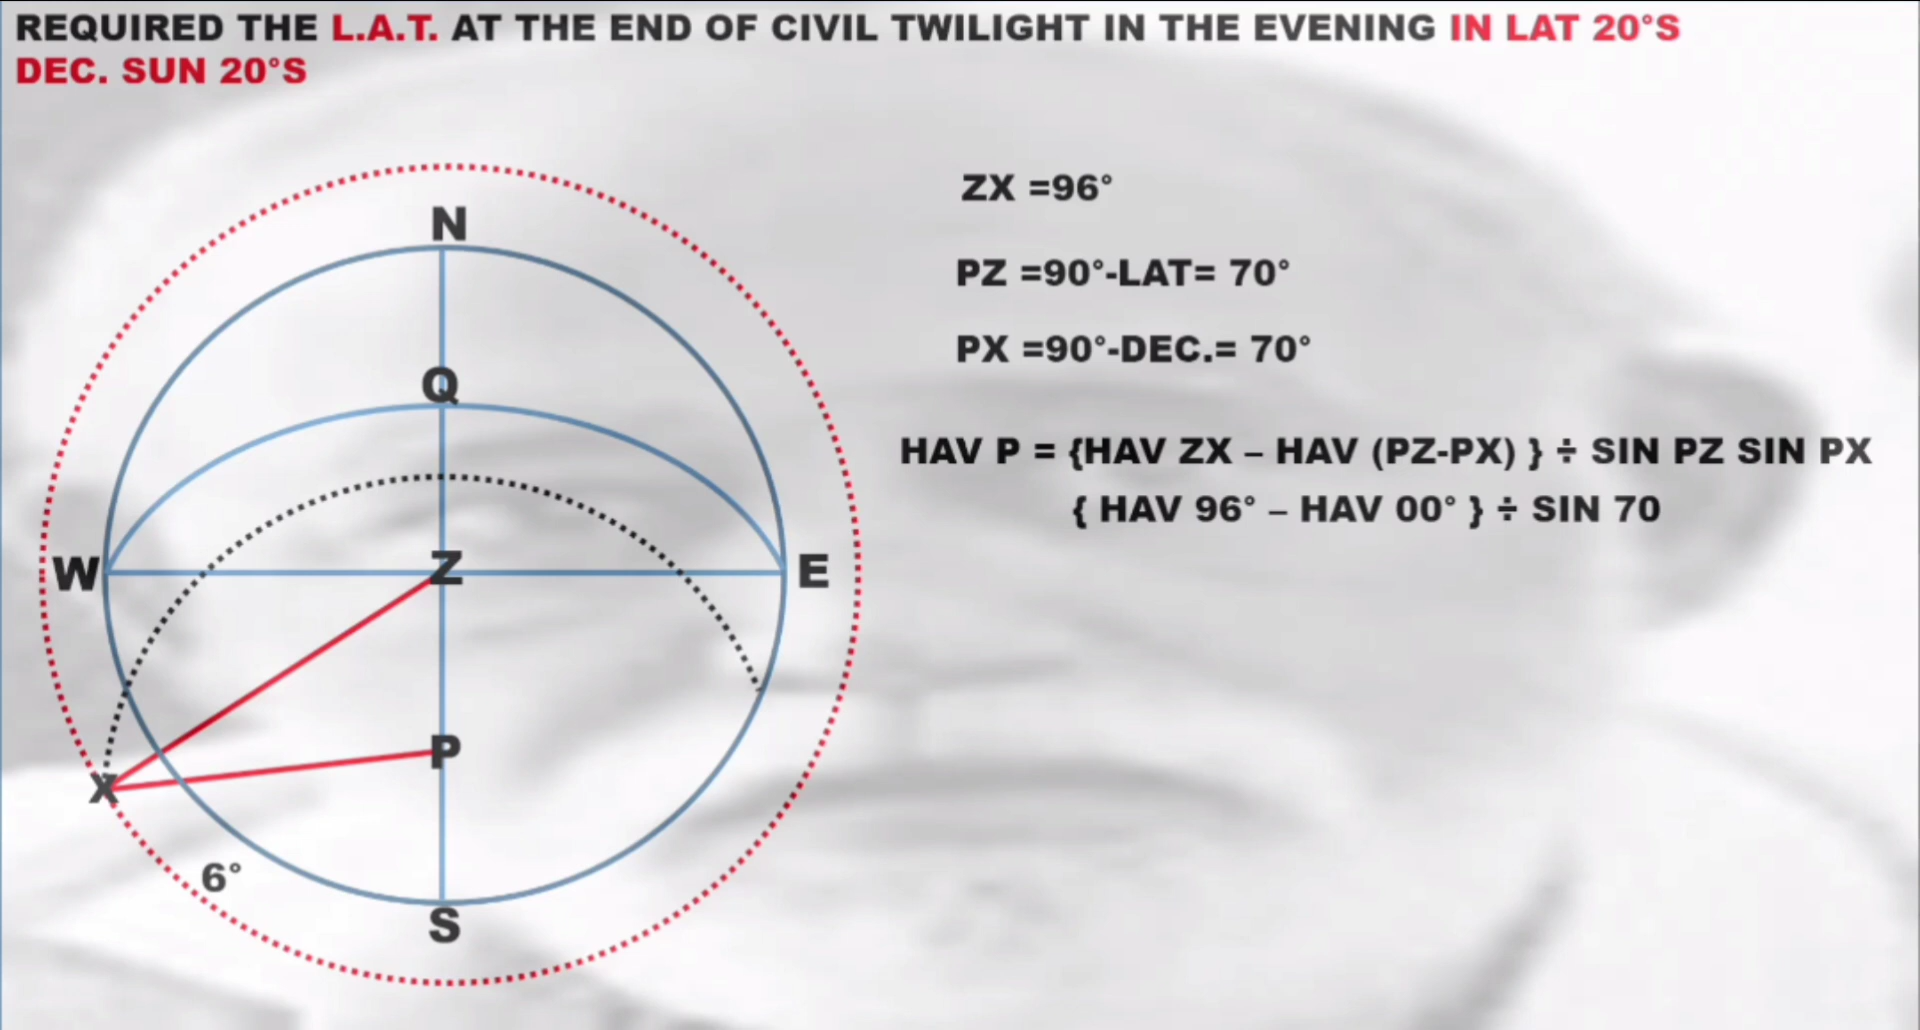 REQUIRED THE L.A.T. AT THE END OF CIVIL TWILIGHT IN THE EVENING IN LAT 20°S
DEC. SUN 20°S
N
Q
W
Z
E
P
X
6°
S
ZX =96°
PZ =90°-LAT= 70°
PX =90°-DEC.= 70°
HAV P = {HAV ZX – HAV (PZ-PX) } ÷ SIN PZ SIN PX
{ HAV 96° – HAV 00° } ÷ SIN 70